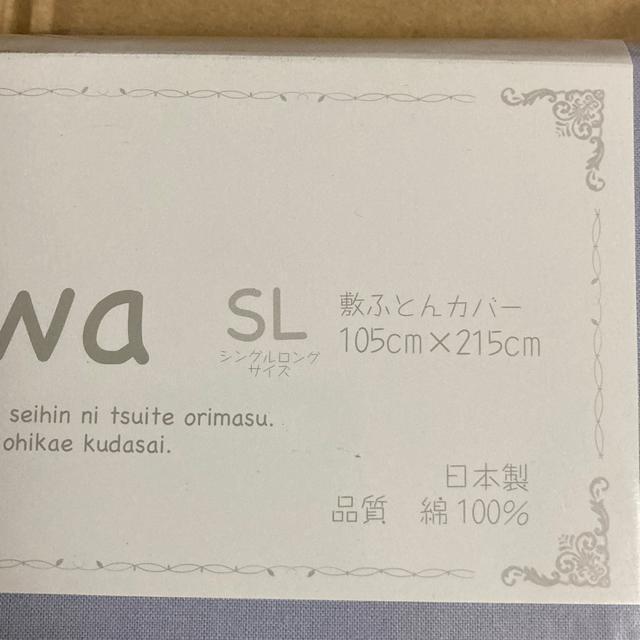 wa
SL
シングルロング
サイズ
敷ふとんカバー
105cm×215cm
seihin ni tsuite orimasu.
ohikae kudasai.
日本製
品質 綿100%